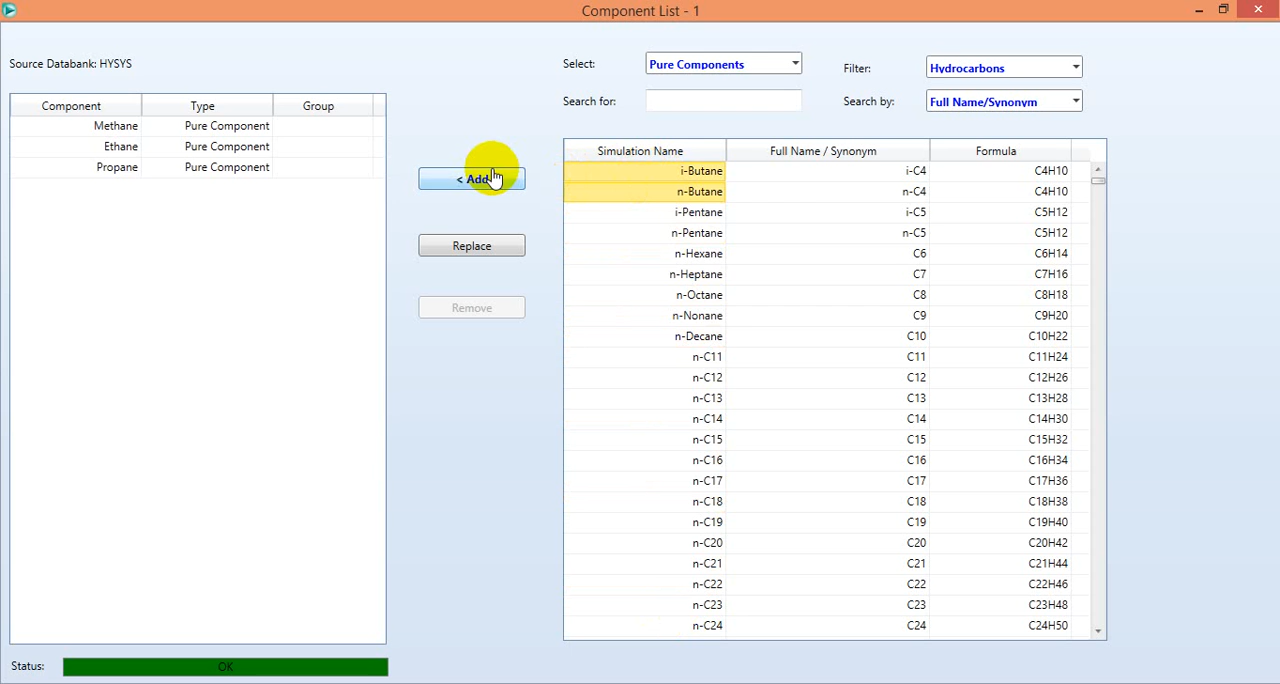 Component List - 1
Source Databank: HYSYS
Select: Pure Components Filter: Hydrocarbons
Search for: Search by: Full Name/Synonym
Component Type Group
Methane Pure Component
Ethane Pure Component
Propane Pure Component
< Add
Replace
Remove
Simulation Name Full Name / Synonym Formula
i-Butane i-C4 C4H10
n-Butane n-C4 C4H10
i-Pentane i-C5 C5H12
n-Pentane n-C5 C5H12
n-Hexane C6 C6H14
n-Heptane C7 C7H16
n-Octane C8 C8H18
n-Nonane C9 C9H20
n-Decane C10 C10H22
n-C11 C11 C11H24
n-C12 C12 C12H26
n-C13 C13 C13H28
n-C14 C14 C14H30
n-C15 C15 C15H32
n-C16 C16 C16H34
n-C17 C17 C17H36
n-C18 C18 C18H38
n-C19 C19 C19H40
n-C20 C20 C20H42
n-C21 C21 C21H44
n-C22 C22 C22H46
n-C23 C23 C23H48
n-C24 C24 C24H50
Status: OK